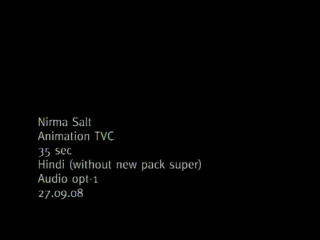 Nirma Salt
Animation TVC
35 sec
Hindi (without new pack super)
Audio opt-1
27.09.08